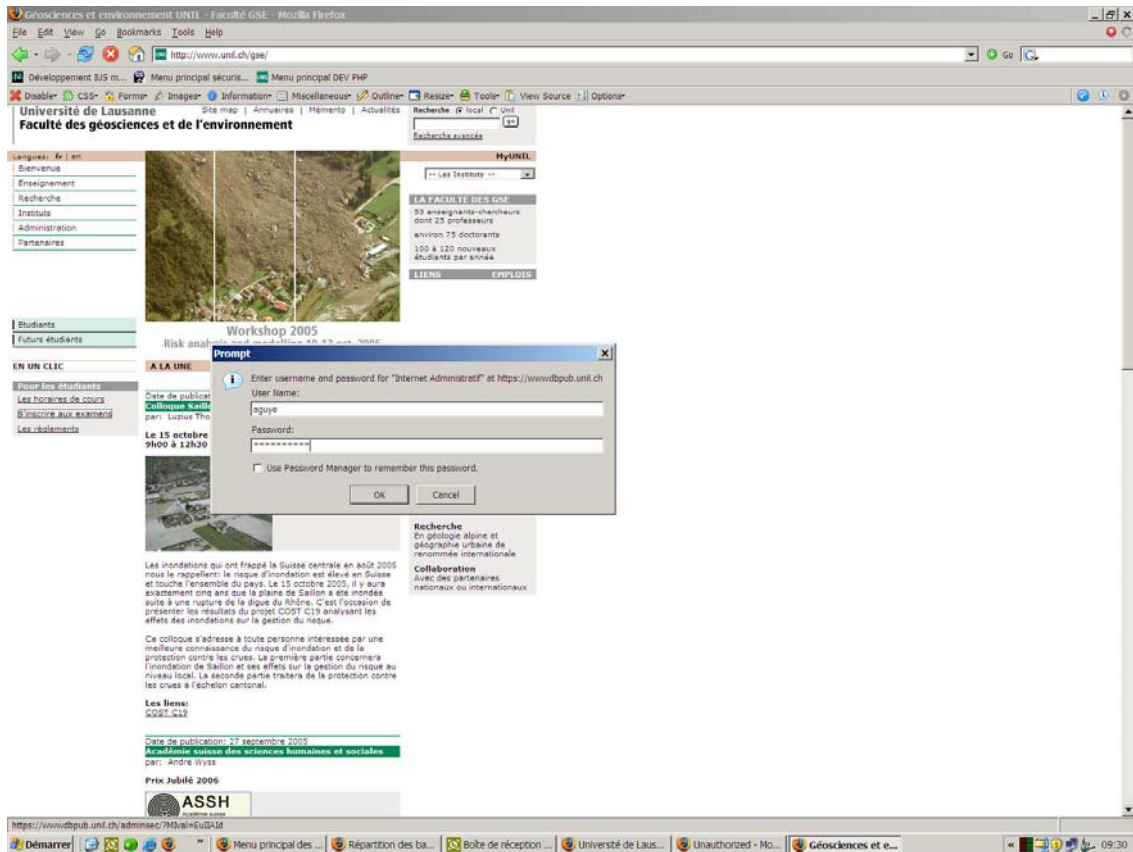 Géosciences et environnement UNIL - Faculté GSE - Mozilla Firefox
File Edit View Go Bookmarks Tools Help
http://www.unil.ch/gse/
Go
Développement IUS m... Menu principal sécuris... Menu principal DEV PHP
Disable CSS Forms Images Information Miscellaneous Outline Resize Tools View Source Options
Université de Lausanne
Faculté des géosciences et de l'environnement
Site map | Annuaires | Mémento | Actualités
Recherche local Unil
go
Recherche avancée
Langues: fr | en
MyUNIL
Bienvenue
Enseignement
Recherche
Instituts
Administration
Partenaires
Etudiants
Futurs étudiants
EN UN CLIC
Pour les étudiants
Les horaires de cours
S'inscrire aux examens
Les règlements
Workshop 2005
Risk analysis and modelling 10-13 oct. 2005
A LA UNE
Date de publicat
Colloque Saill
par: Luzius Tho
Le 15 octobre
9h00 à 12h30
Les inondations qui ont frappé la Suisse centrale en août 2005
nous le rappellent: le risque d'inondation est élevé en Suisse
et touche l'ensemble du pays. Le 15 octobre 2005, il y aura
exactement cinq ans que la plaine de Saillon a été inondée
suite à une rupture de la digue du Rhône. C'est l'occasion de
présenter les résultats du projet COST C19 analysant les
effets des inondations sur la gestion du risque.
Ce colloque s'adresse à toute personne intéressée par une
meilleure connaissance du risque d'inondation et de la
protection contre les crues. La première partie concernera
l'inondation de Saillon et ses effets sur la gestion du risque au
niveau local. La seconde partie traitera de la protection contre
les crues à l'échelon cantonal.
Les liens:
COST C19
Date de publication: 27 septembre 2005
Académie suisse des sciences humaines et sociales
par: Andre Wyss
Prix Jubilé 2006
ASSH
Académie suisse
-- Les Instituts --
LA FACULTE DES GSE
53 enseignants-chercheurs
dont 25 professeurs
environ 75 doctorants
100 à 120 nouveaux
étudiants par année
LIENS EMPLOIS
Recherche
En géologie alpine et
géographie urbaine de
renommée internationale
Collaboration
Avec des partenaires
nationaux ou internationaux
Prompt
Enter username and password for "Internet Administratif" at https://wwwdbpub.unil.ch
User Name:
aguye
Password:
**********
Use Password Manager to remember this password.
OK Cancel
Démarrer Menu principal des ... Répartition des ba... Boîte de réception ... Université de Laus... Unauthorized - Mo... Géosciences et e... 09:30